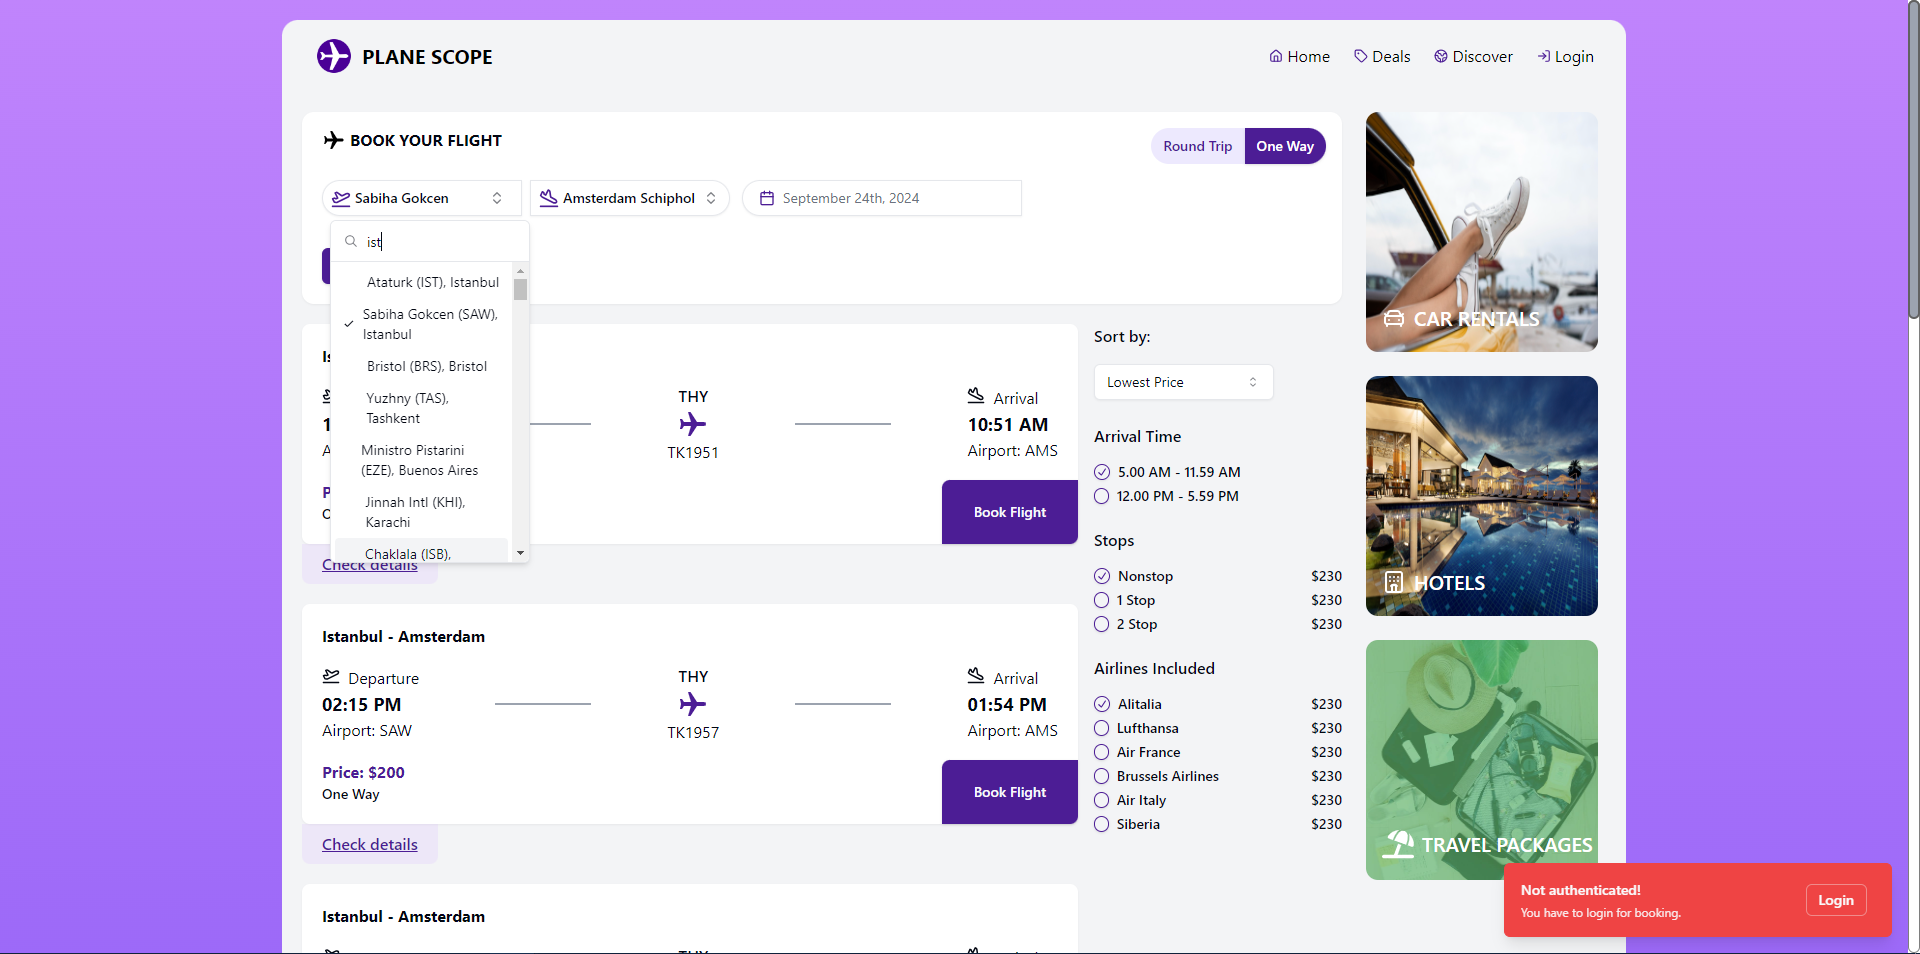 PLANE SCOPE
Home
Deals
Discover
Login
BOOK YOUR FLIGHT
Round Trip
One Way
Sabiha Gokcen
Amsterdam Schiphol
September 24th, 2024
ist
Ataturk (IST), Istanbul
Sabiha Gokcen (SAW),
Istanbul
Bristol (BRS), Bristol
Yuzhny (TAS),
Tashkent
Ministro Pistarini
(EZE), Buenos Aires
Jinnah Intl (KHI),
Karachi
Chaklala (ISB),
THY
TK1951
Arrival
10:51 AM
Airport: AMS
Book Flight
Check details
Istanbul - Amsterdam
Departure
02:15 PM
Airport: SAW
THY
TK1957
Arrival
01:54 PM
Airport: AMS
Price: $200
One Way
Book Flight
Check details
Istanbul - Amsterdam
Sort by:
Lowest Price
Arrival Time
5.00 AM - 11.59 AM
12.00 PM - 5.59 PM
Stops
Nonstop $230
1 Stop $230
2 Stop $230
Airlines Included
Alitalia $230
Lufthansa $230
Air France $230
Brussels Airlines $230
Air Italy $230
Siberia $230
CAR RENTALS
HOTELS
TRAVEL PACKAGES
Not authenticated!
You have to login for booking.
Login